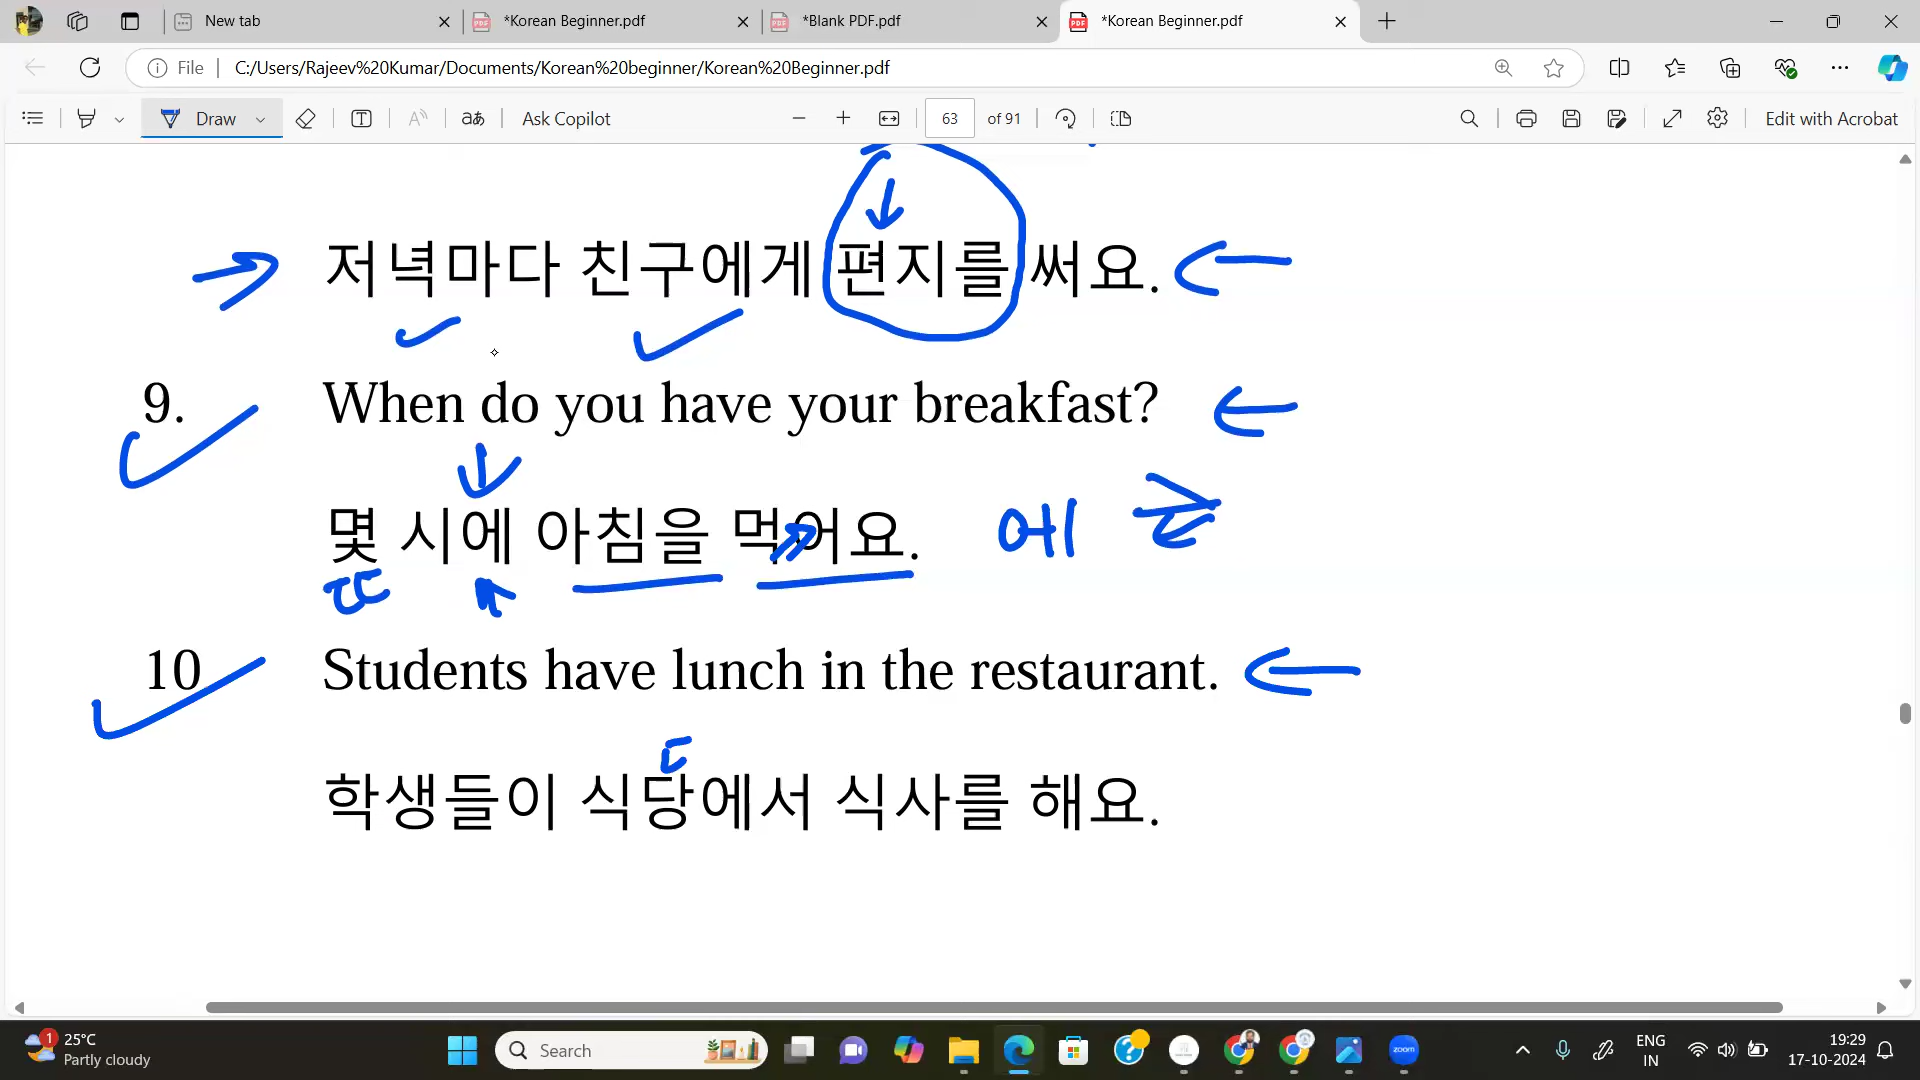 New tab
*Korean Beginner.pdf
*Blank PDF.pdf
*Korean Beginner.pdf
File
C:/Users/Rajeev%20Kumar/Documents/Korean%20beginner/Korean%20Beginner.pdf
Draw
Ask Copilot
63 of 91
Edit with Acrobat
저녁마다 친구에게 편지를 써요.
9. When do you have your breakfast?
몇 시에 아침을 먹어요. 에
10 Students have lunch in the restaurant.
학생들이 식당에서 식사를 해요.
1
25°C
Partly cloudy
Search
zoom
ENG
IN
19:29
17-10-2024